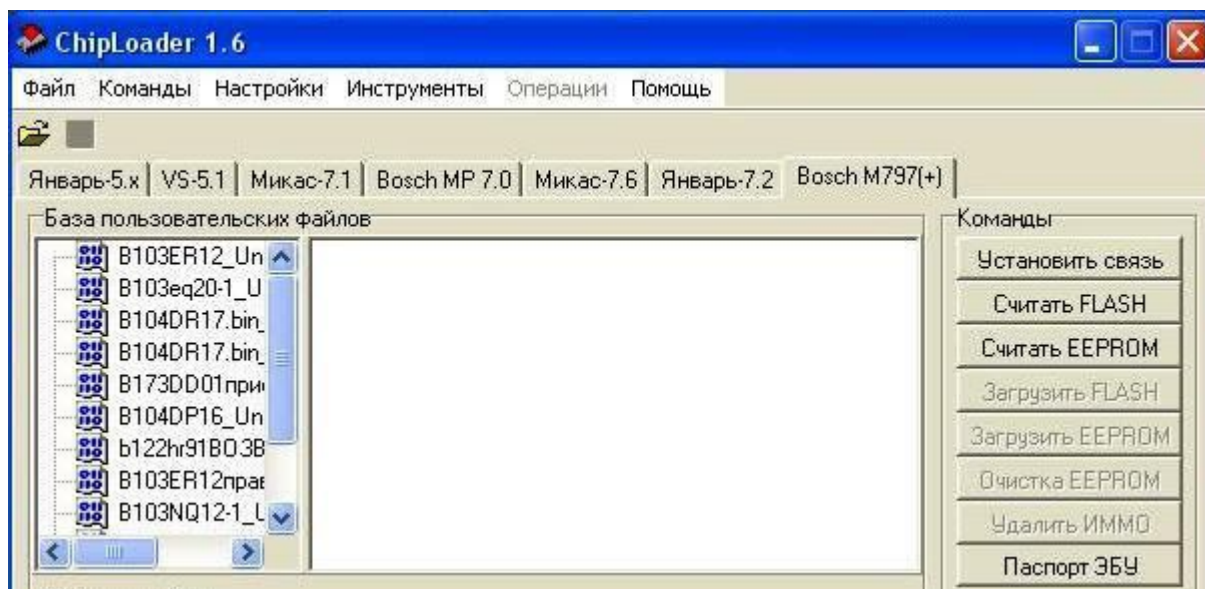 ChipLoader 1.6
Файл Команды Настройки Инструменты Операции Помощь
Январь-5.x VS-5.1 Микас-7.1 Bosch MP 7.0 Микас-7.6 Январь-7.2 Bosch M797(+)
База пользовательских файлов
B103ER12_Un
B103eq20-1_U
B104DR17.bin_
B104DR17.bin_
B173DD01при
B104DP16_Un
b122hr91BO.3B
B103ER12прав
B103NQ12-1_U
Команды
Установить связь
Считать FLASH
Считать EEPROM
Загрузить FLASH
Загрузить EEPROM
Очистка EEPROM
Удалить ИММО
Паспорт ЭБУ